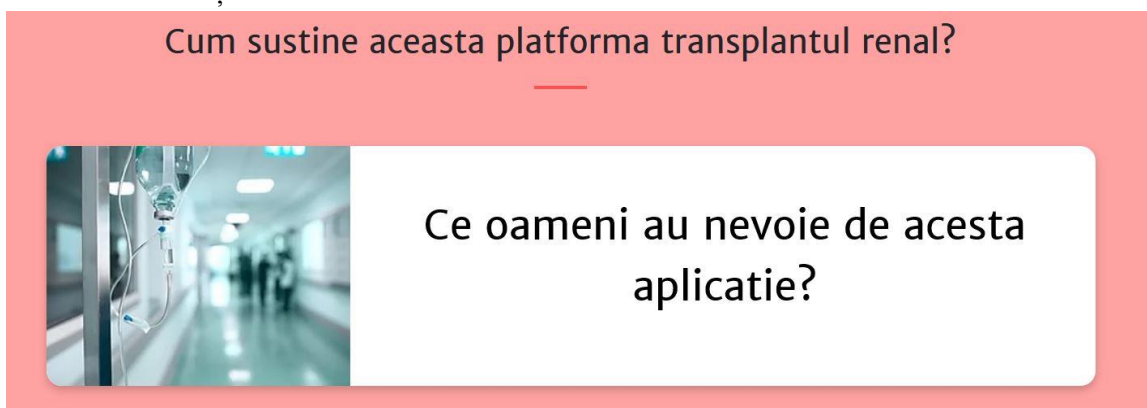 Cum sustine aceasta platforma transplantul renal?
Ce oameni au nevoie de acesta
aplicatie?